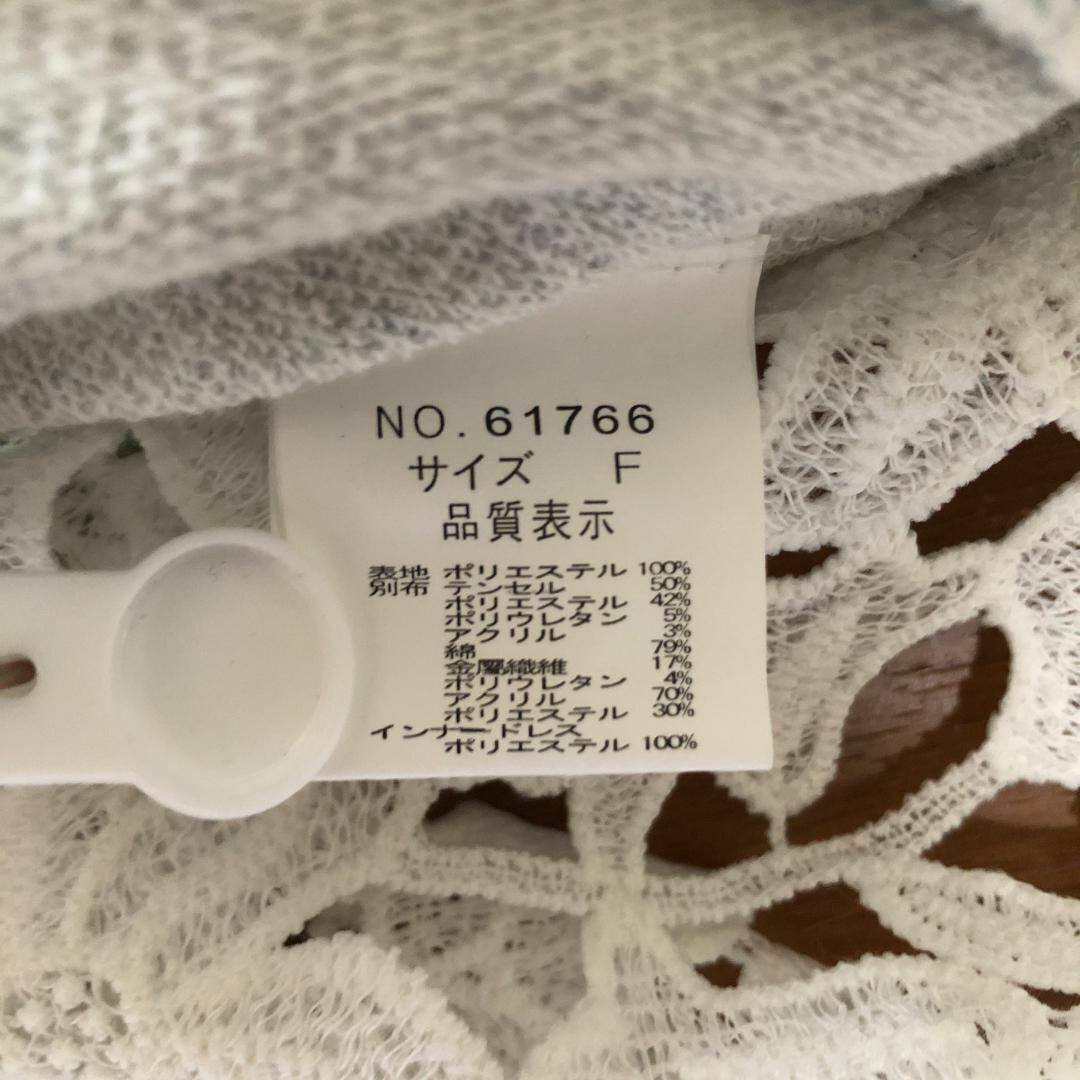 NO.61766
サイズ F
品質表示
表地 ポリエステル 100%
別布 テンセル 50%
ポリエステル 42%
ポリウレタン 5%
アクリル 3%
綿 79%
金属繊維 17%
ポリウレタン 4%
アクリル 70%
ポリエステル 30%
インナードレス
ポリエステル 100%